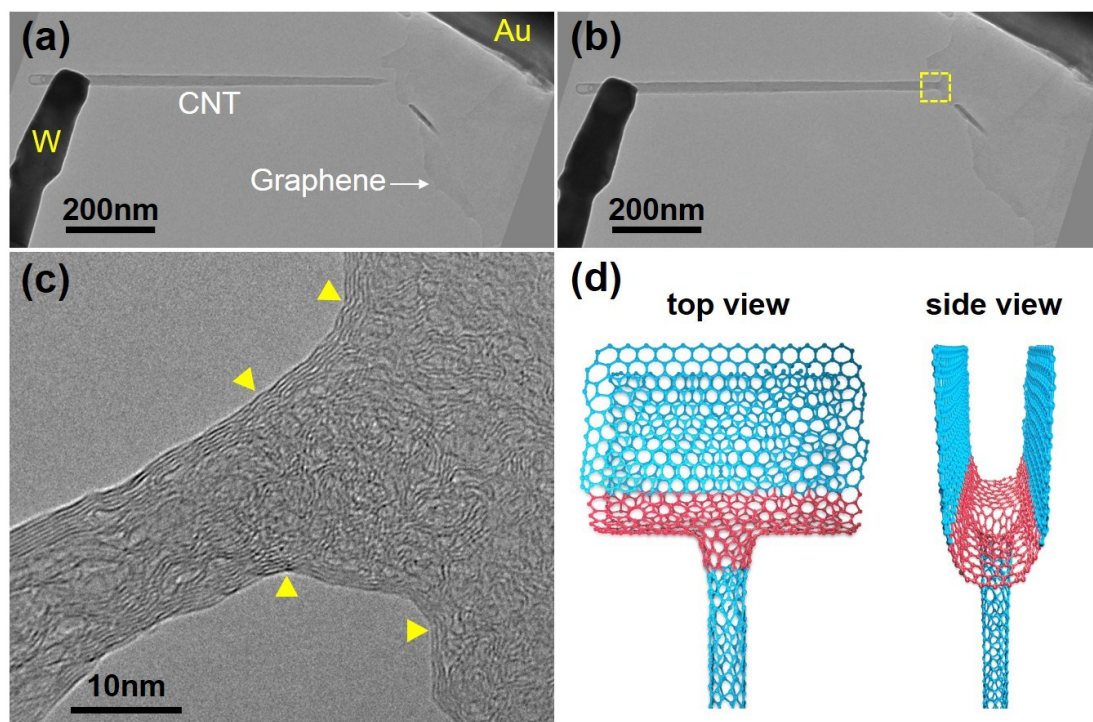 (a)
Au
CNT
W
Graphene
200nm
(b)
200nm
(c)
10nm
(d)
top view
side view